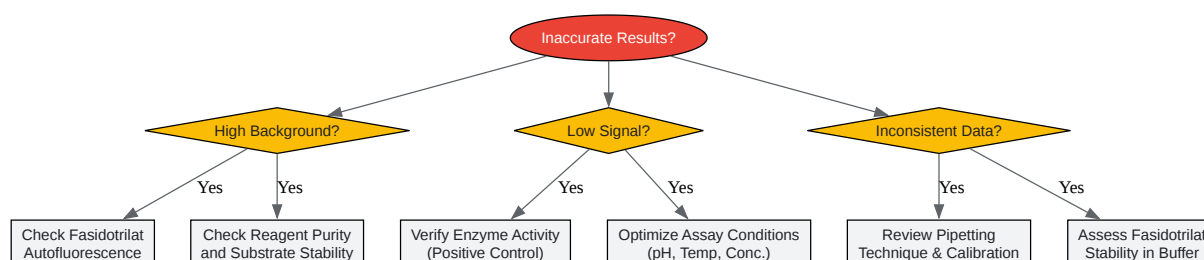 Inaccurate Results?
High Background?
Low Signal?
Inconsistent Data?
Yes
Yes
Yes
Yes
Yes
Yes
Check Fasidotrilat
Autofluorescence
Check Reagent Purity
and Substrate Stability
Verify Enzyme Activity
(Positive Control)
Optimize Assay Conditions
(pH, Temp, Conc.)
Review Pipetting
Technique & Calibration
Assess Fasidotrilat
Stability in Buffer